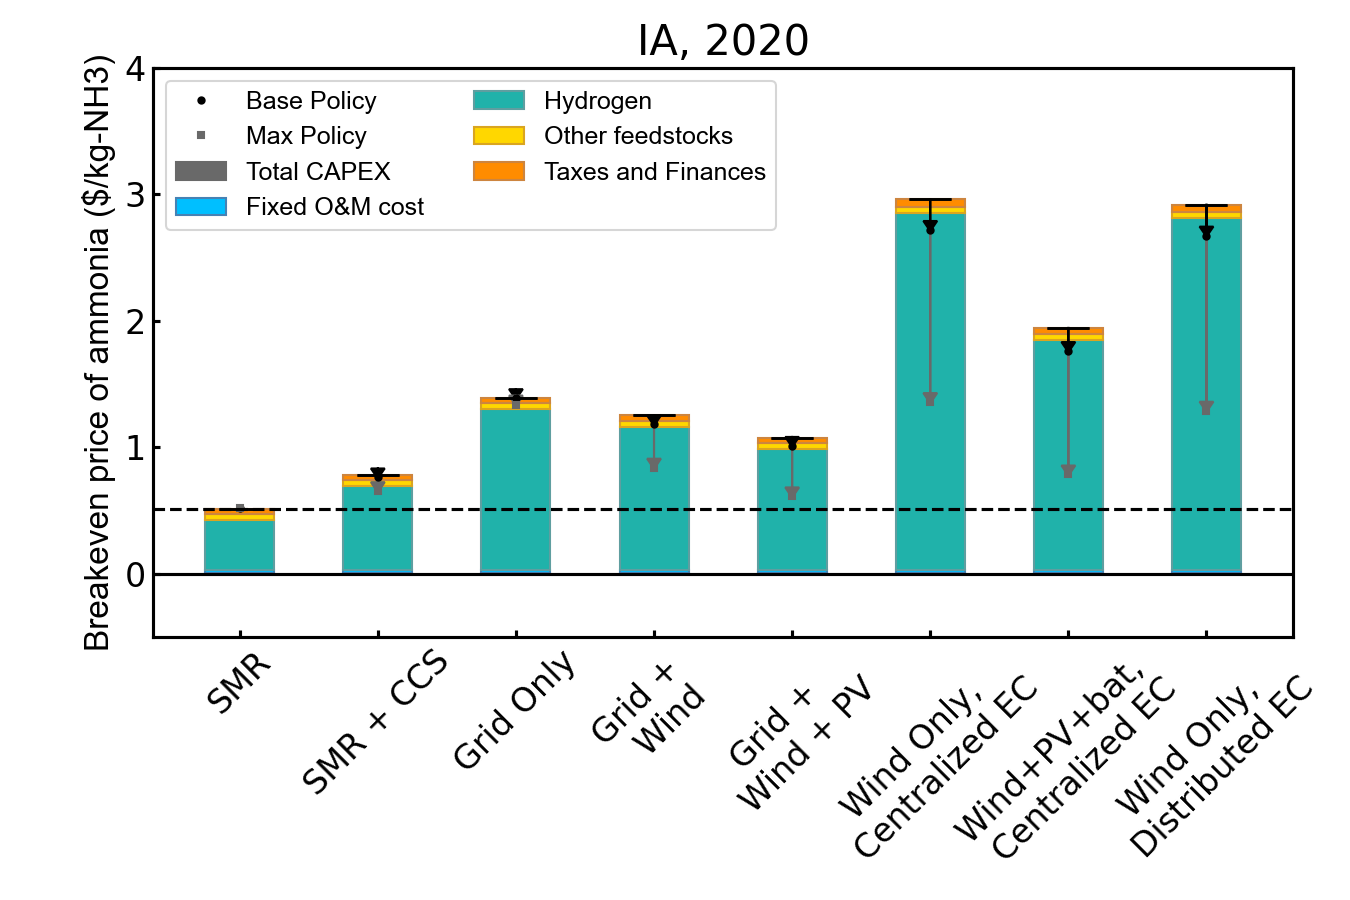 IA, 2020
Breakeven price of ammonia ($/kg-NH3)
4
3
2
1
0
Base Policy
Max Policy
Total CAPEX
Fixed O&M cost
Hydrogen
Other feedstocks
Taxes and Finances
SMR
SMR + CCS
Grid Only
Grid +
Wind
Grid +
Wind + PV
Wind Only,
Centralized EC
Wind+PV+bat,
Centralized EC
Wind Only,
Distributed EC